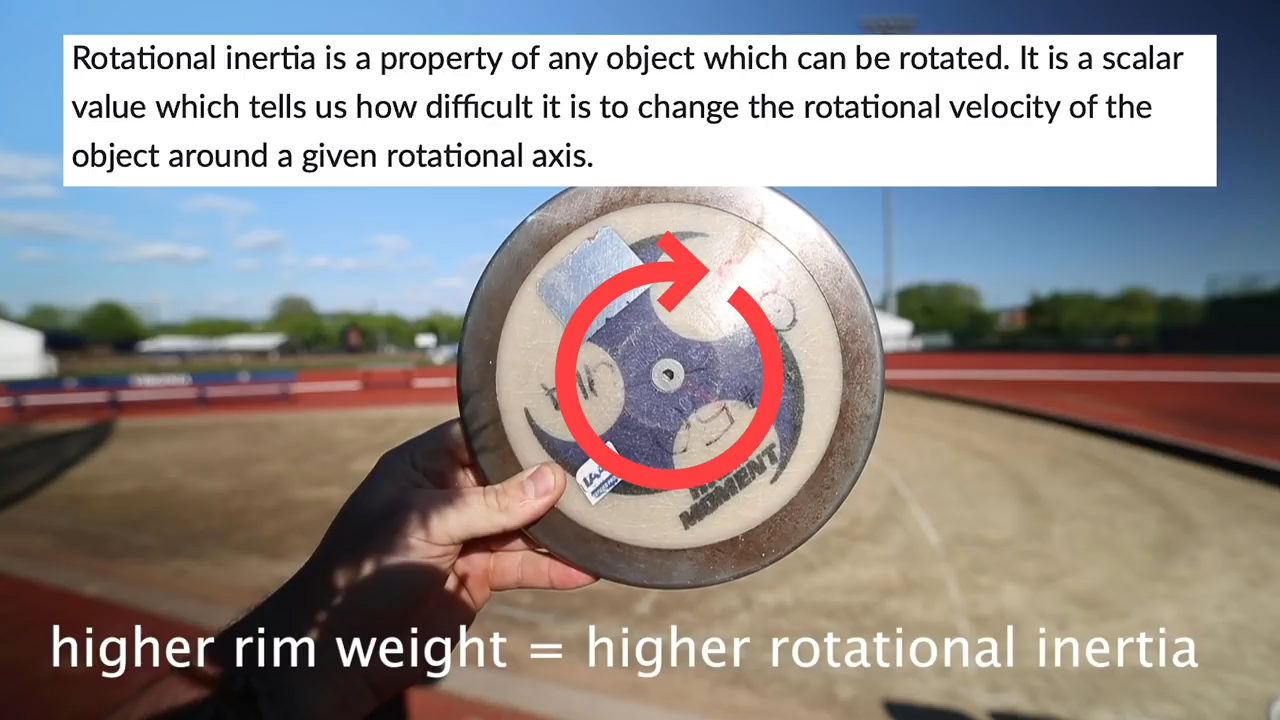 Rotational inertia is a property of any object which can be rotated. It is a scalar
value which tells us how difficult it is to change the rotational velocity of the
object around a given rotational axis.
MOMENT
higher rim weight = higher rotational inertia